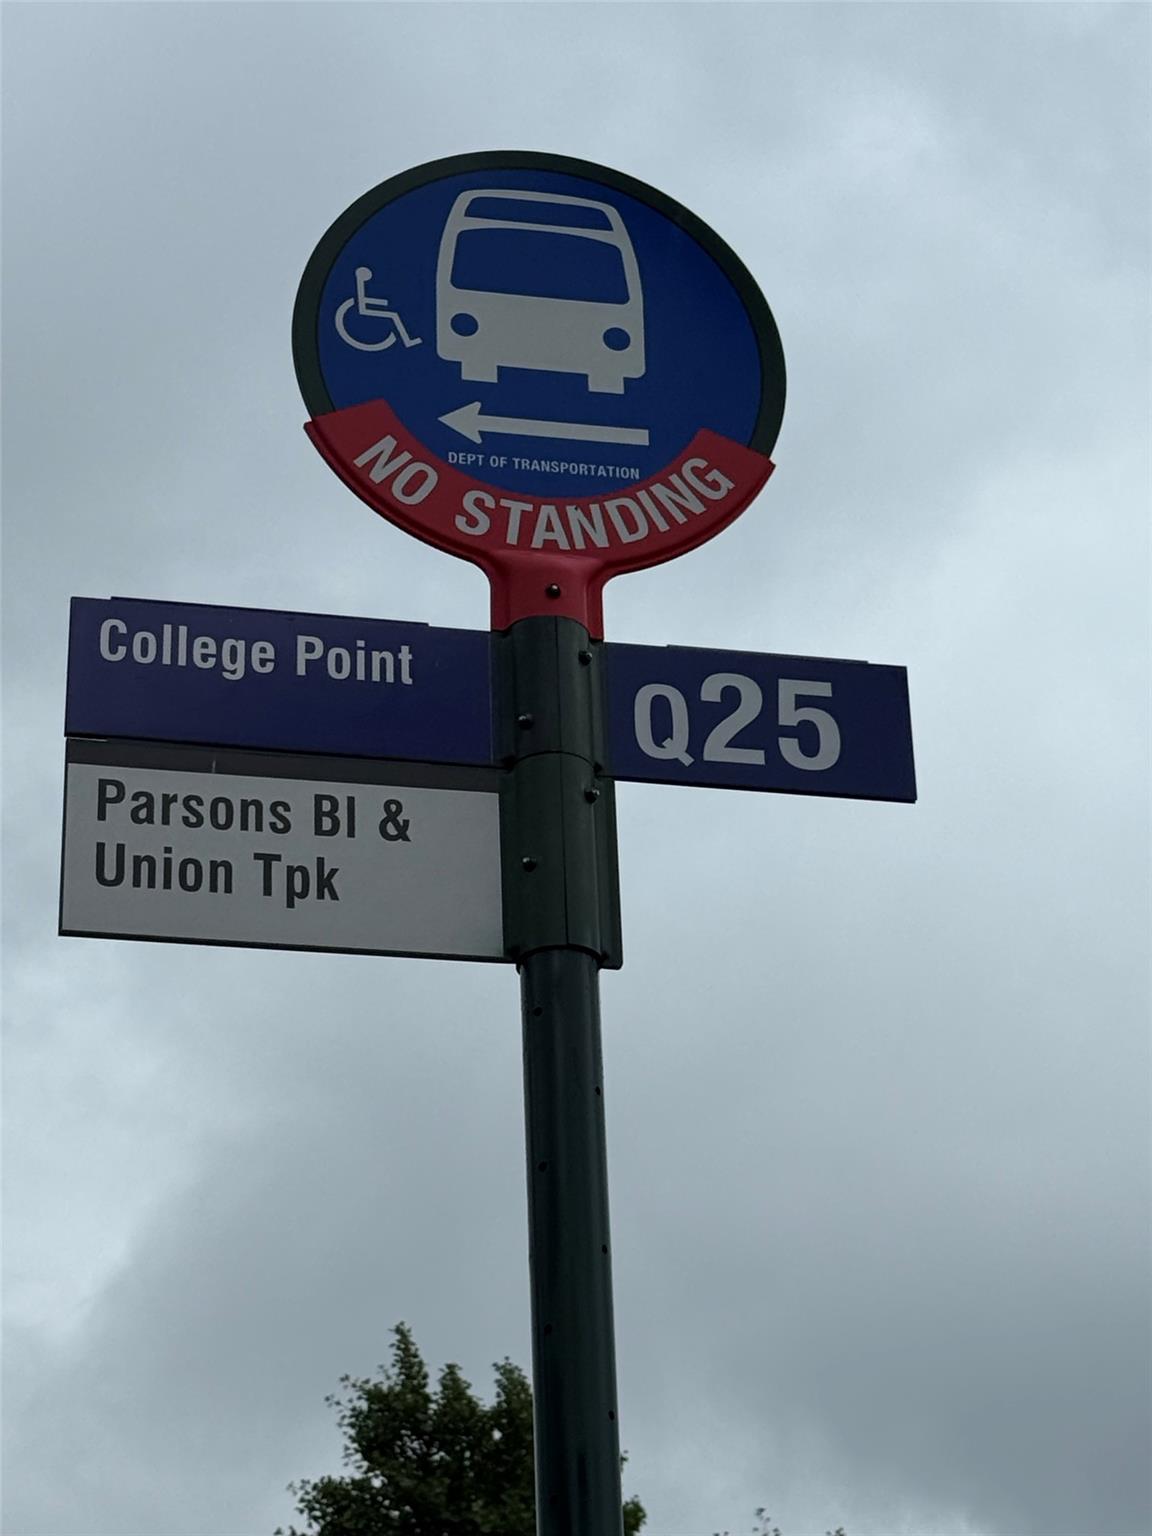 DEPT OF TRANSPORTATION
NO STANDING
College Point
Q25
Parsons Bl &
Union Tpk